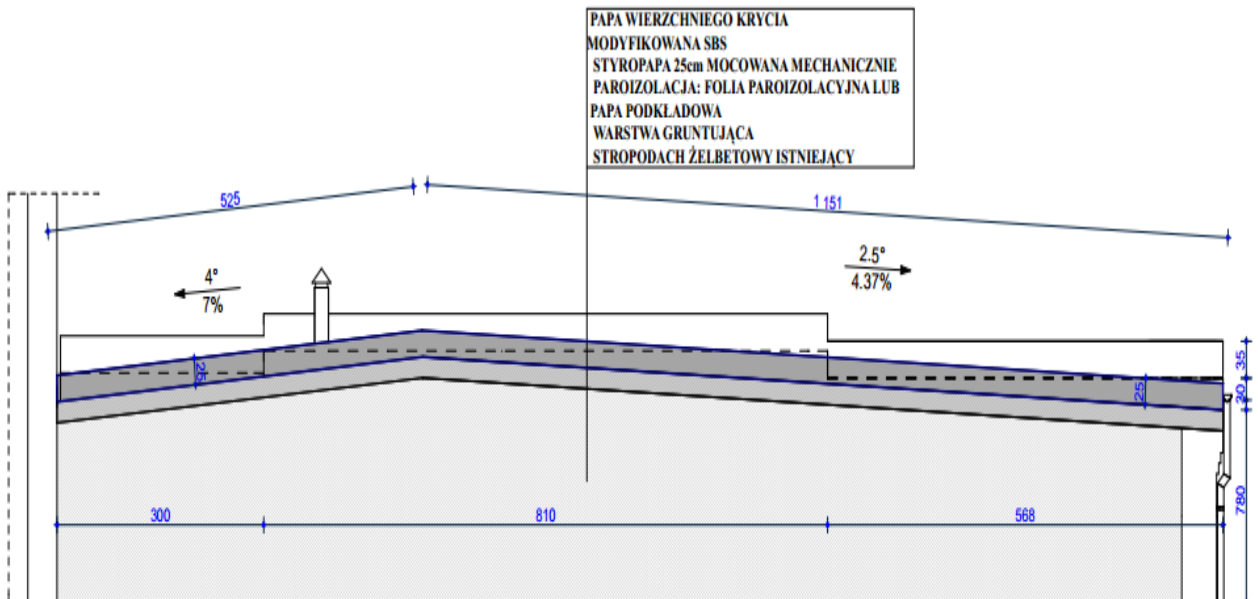 PAPA WIERZCHNIEGO KRYCIA
MODYFIKOWANA SBS
STYROPAPA 25cm MOCOWANA MECHANICZNIE
PAROIZOLACJA: FOLIA PAROIZOLACYJNA LUB
PAPA PODKŁADOWA
WARSTWA GRUNTUJĄCA
STROPODACH ŻELBETOWY ISTNIEJĄCY
525
1 151
4°
7%
2.5°
4.37%
25
25
35
30
780
300
810
568